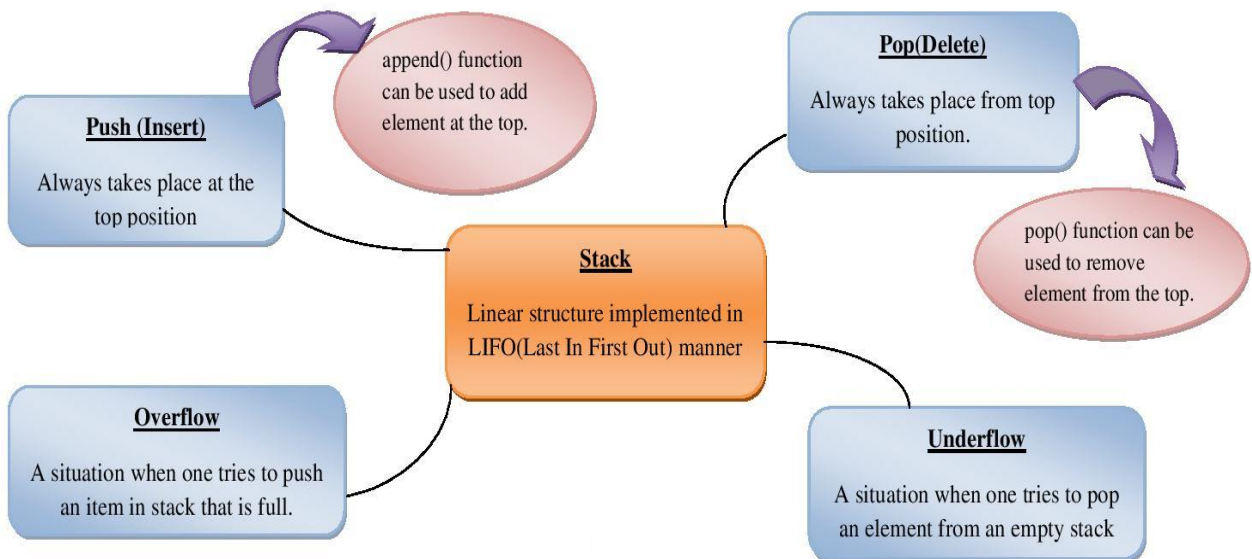 Push (Insert)
Always takes place at the
top position
append() function
can be used to add
element at the top.
Pop(Delete)
Always takes place from top
position.
pop() function can be
used to remove
element from the top.
Stack
Linear structure implemented in
LIFO(Last In First Out) manner
Overflow
A situation when one tries to push
an item in stack that is full.
Underflow
A situation when one tries to pop
an element from an empty stack